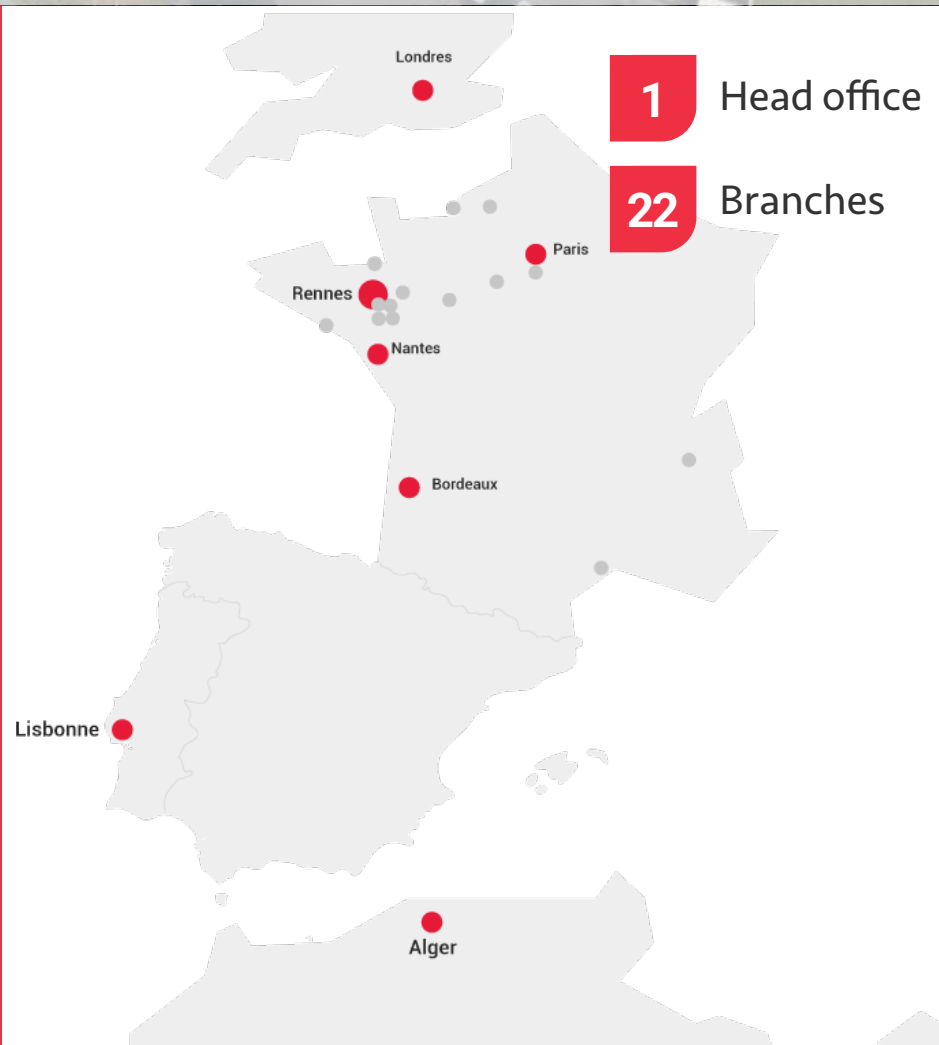 Londres
1 Head office
22 Branches
Paris
Rennes
Nantes
Bordeaux
Lisbonne
Alger